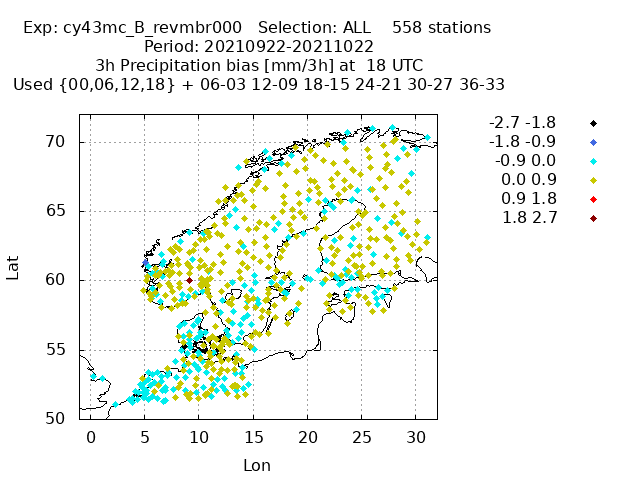 Exp: cy43mc_B_revmbr000 Selection: ALL 558 stations
Period: 20210922-20211022
3h Precipitation bias [mm/3h] at 18 UTC
Used {00,06,12,18} + 06-03 12-09 18-15 24-21 30-27 36-33
-2.7 -1.8
-1.8 -0.9
-0.9 0.0
0.0 0.9
0.9 1.8
1.8 2.7
70
65
60
55
50
Lat
0 5 10 15 20 25 30
Lon